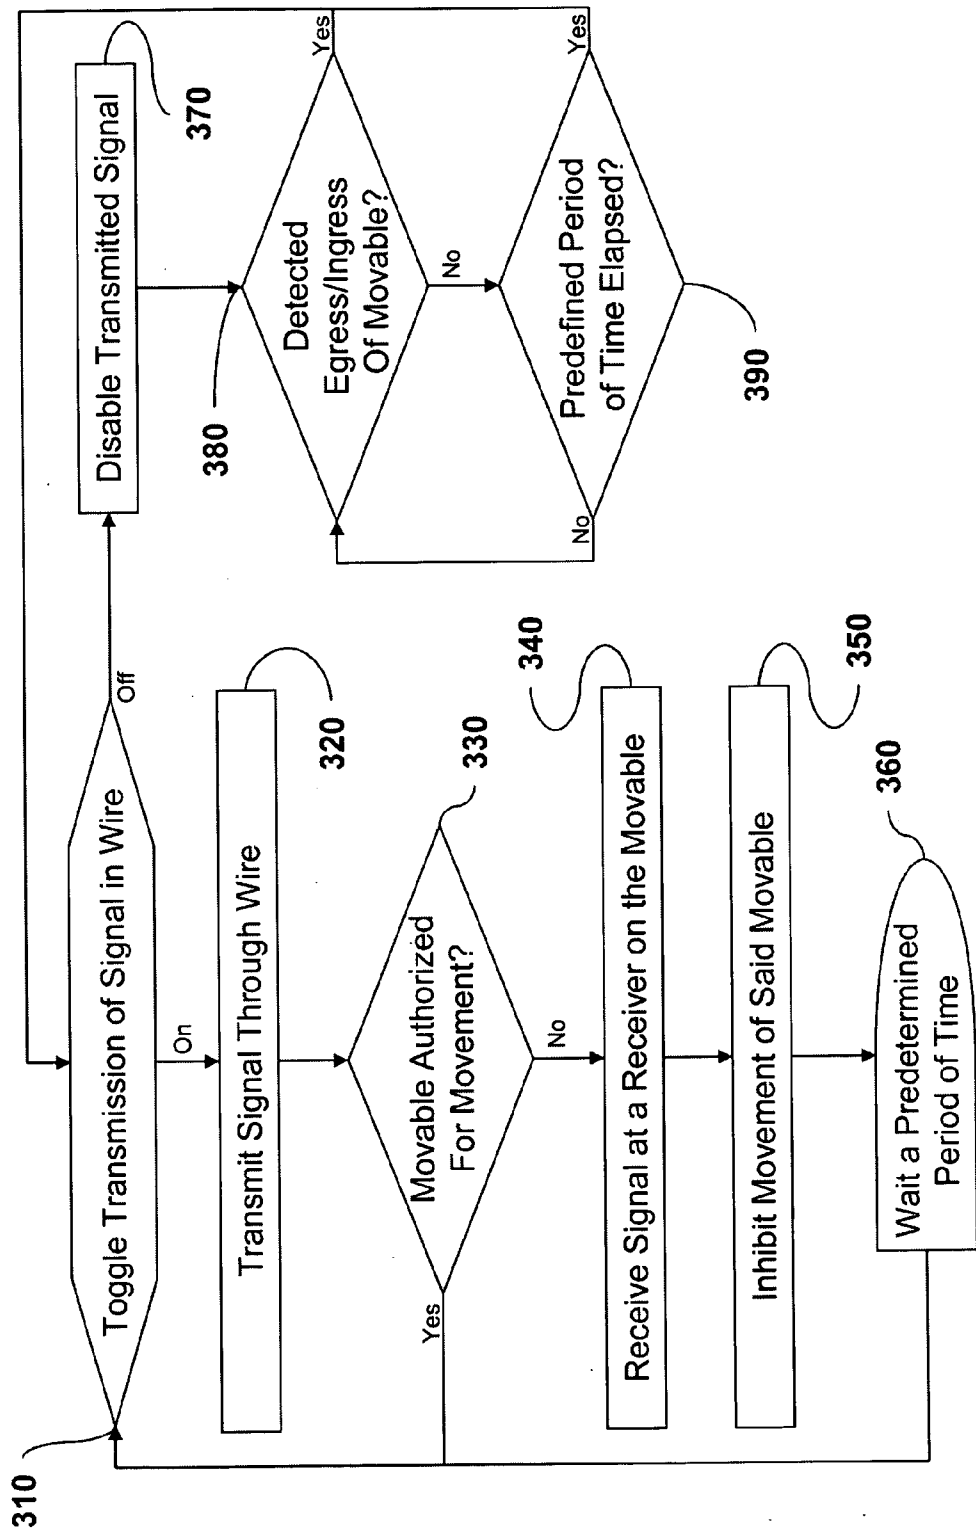 310
Toggle Transmission of Signal in Wire
Off
On
Transmit Signal Through Wire
320
Movable Authorized
For Movement?
330
Yes
No
Receive Signal at a Receiver on the Movable
340
Inhibit Movement of Said Movable
350
Wait a Predetermined
Period of Time
360
Disable Transmitted Signal
370
Detected
Egress/Ingress
Of Movable?
380
Yes
No
Predefined Period
of Time Elapsed?
390
Yes
No